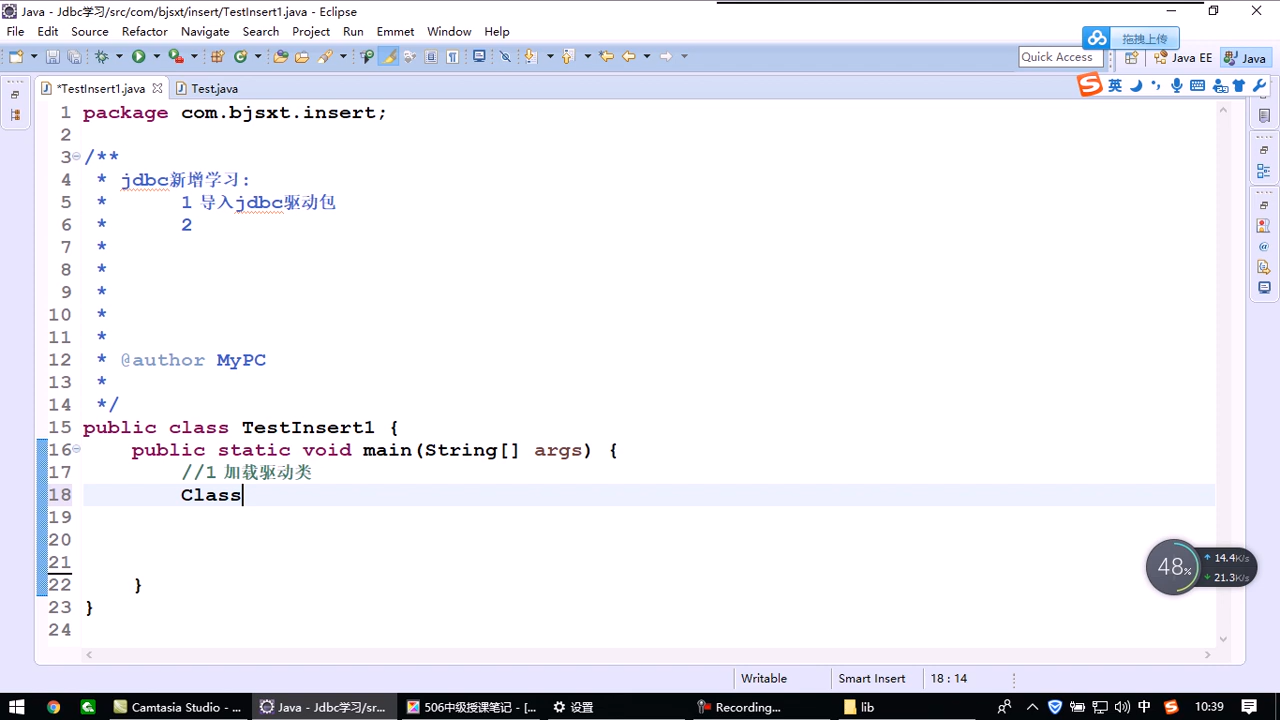 Java - Jdbc学习/src/com/bjsxt/insert/TestInsert1.java - Eclipse
File Edit Source Refactor Navigate Search Project Run Emmet Window Help
拖拽上传
Quick Access Java EE Java
*TestInsert1.java Test.java
英
1 package com.bjsxt.insert;
2
3 /**
4 * jdbc新增学习:
5 * 1 导入jdbc驱动包
6 * 2
7 *
8 *
9 *
10 *
11 *
12 * @author MyPC
13 *
14 */
15 public class TestInsert1 {
16 public static void main(String[] args) {
17 //1 加载驱动类
18 Class
19
20
21
22 }
23 }
24
48% 14.4K/s
21.3K/s
Writable Smart Insert 18 : 14
Camtasia Studio - ... Java - Jdbc学习/sr... 506中级授课笔记 - [... 设置 Recording... lib 中 10:39